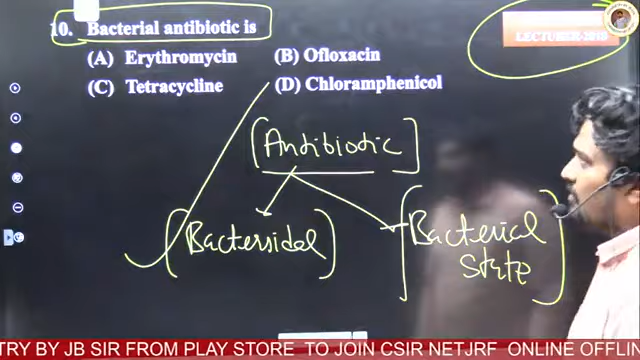 10. Bacterial antibiotic is
LECTURER-2010
(A) Erythromycin (B) Ofloxacin
(C) Tetracycline (D) Chloramphenicol
[Antibiotic]
(Bactersidal) [Bacterial
State]
TRY BY JB SIR FROM PLAY STORE TO JOIN CSIR NETJRF ONLINE OFFLIN